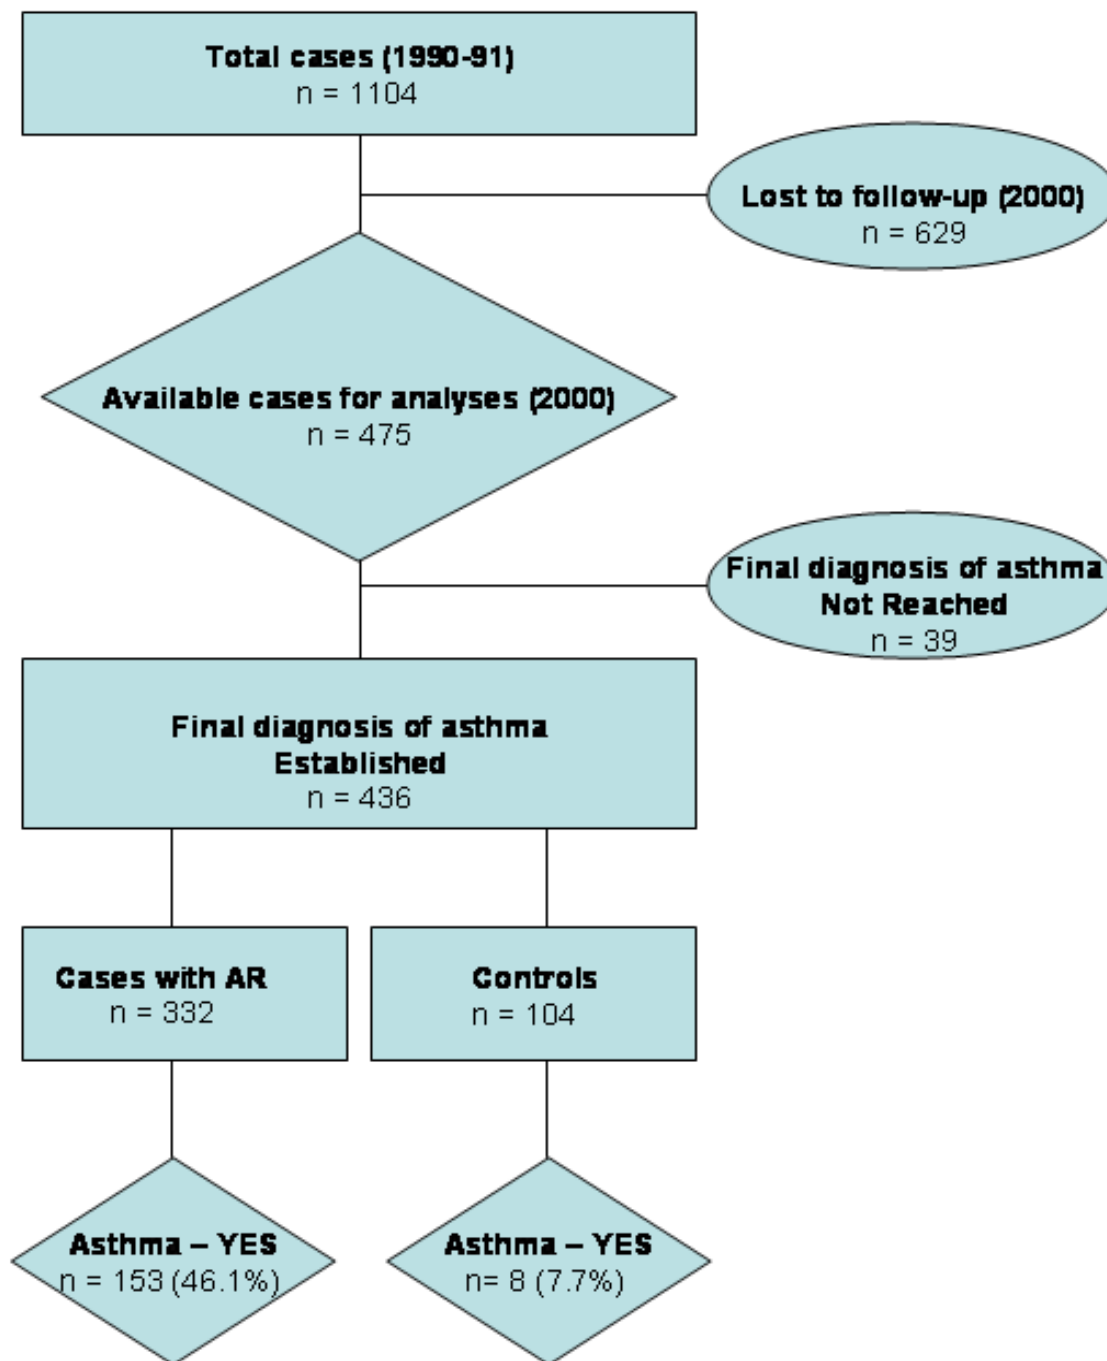 Total cases (1990-91)
n = 1104
Lost to follow-up (2000)
n = 629
Available cases for analyses (2000)
n = 475
Final diagnosis of asthma
Not Reached
n = 39
Final diagnosis of asthma
Established
n = 436
Cases with AR
n = 332
Controls
n = 104
Asthma – YES
n = 153 (46.1%)
Asthma – YES
n= 8 (7.7%)